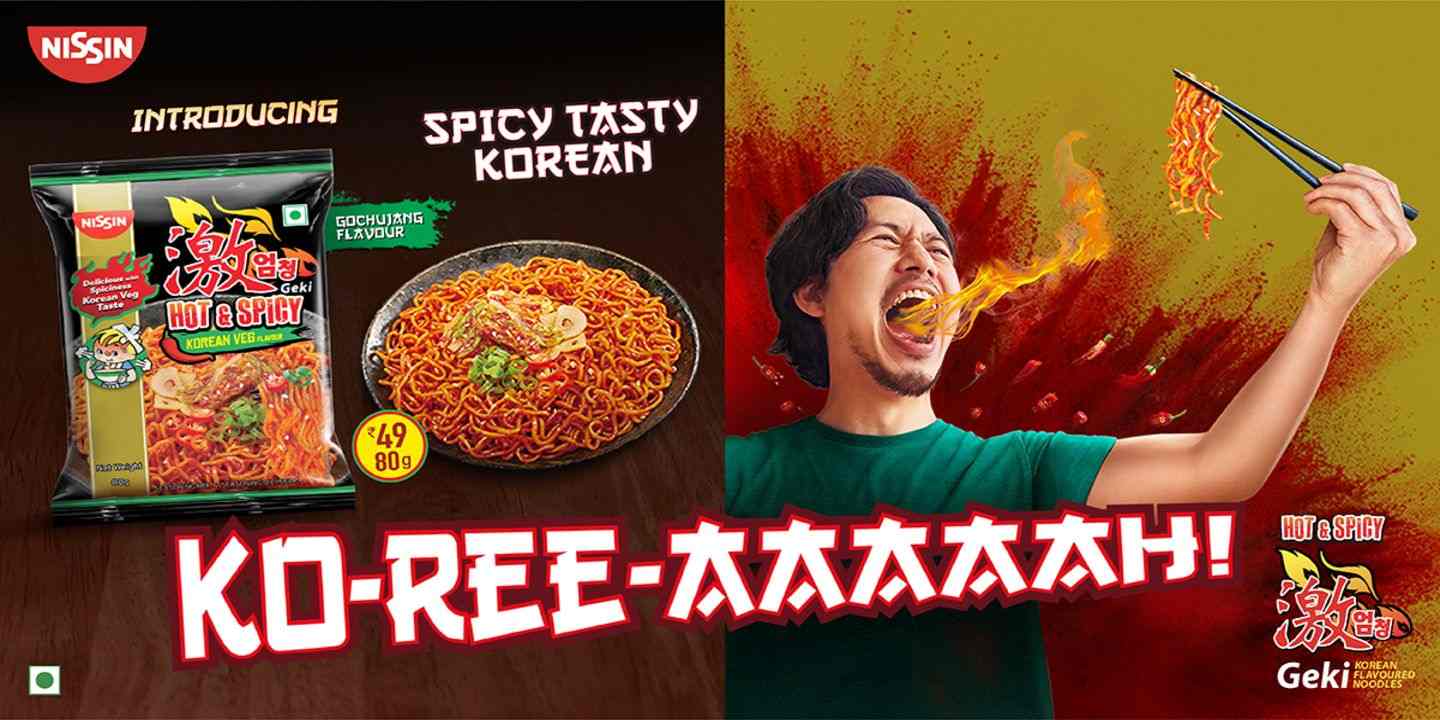 NISSIN
INTRODUCING
SPICY TASTY
KOREAN
GOCHUJANG
FLAVOUR
NISSIN
激
엄청
Geki
Delicious with
Spiciness
Korean Veg
Taste
HOT & SPICY
KOREAN VEG FLAVOUR
Net Weight
80g
₹49
80g
KO-REE-AAAAAAH!
HOT & SPICY
激
엄청
Geki
KOREAN
FLAVOURED
NOODLES